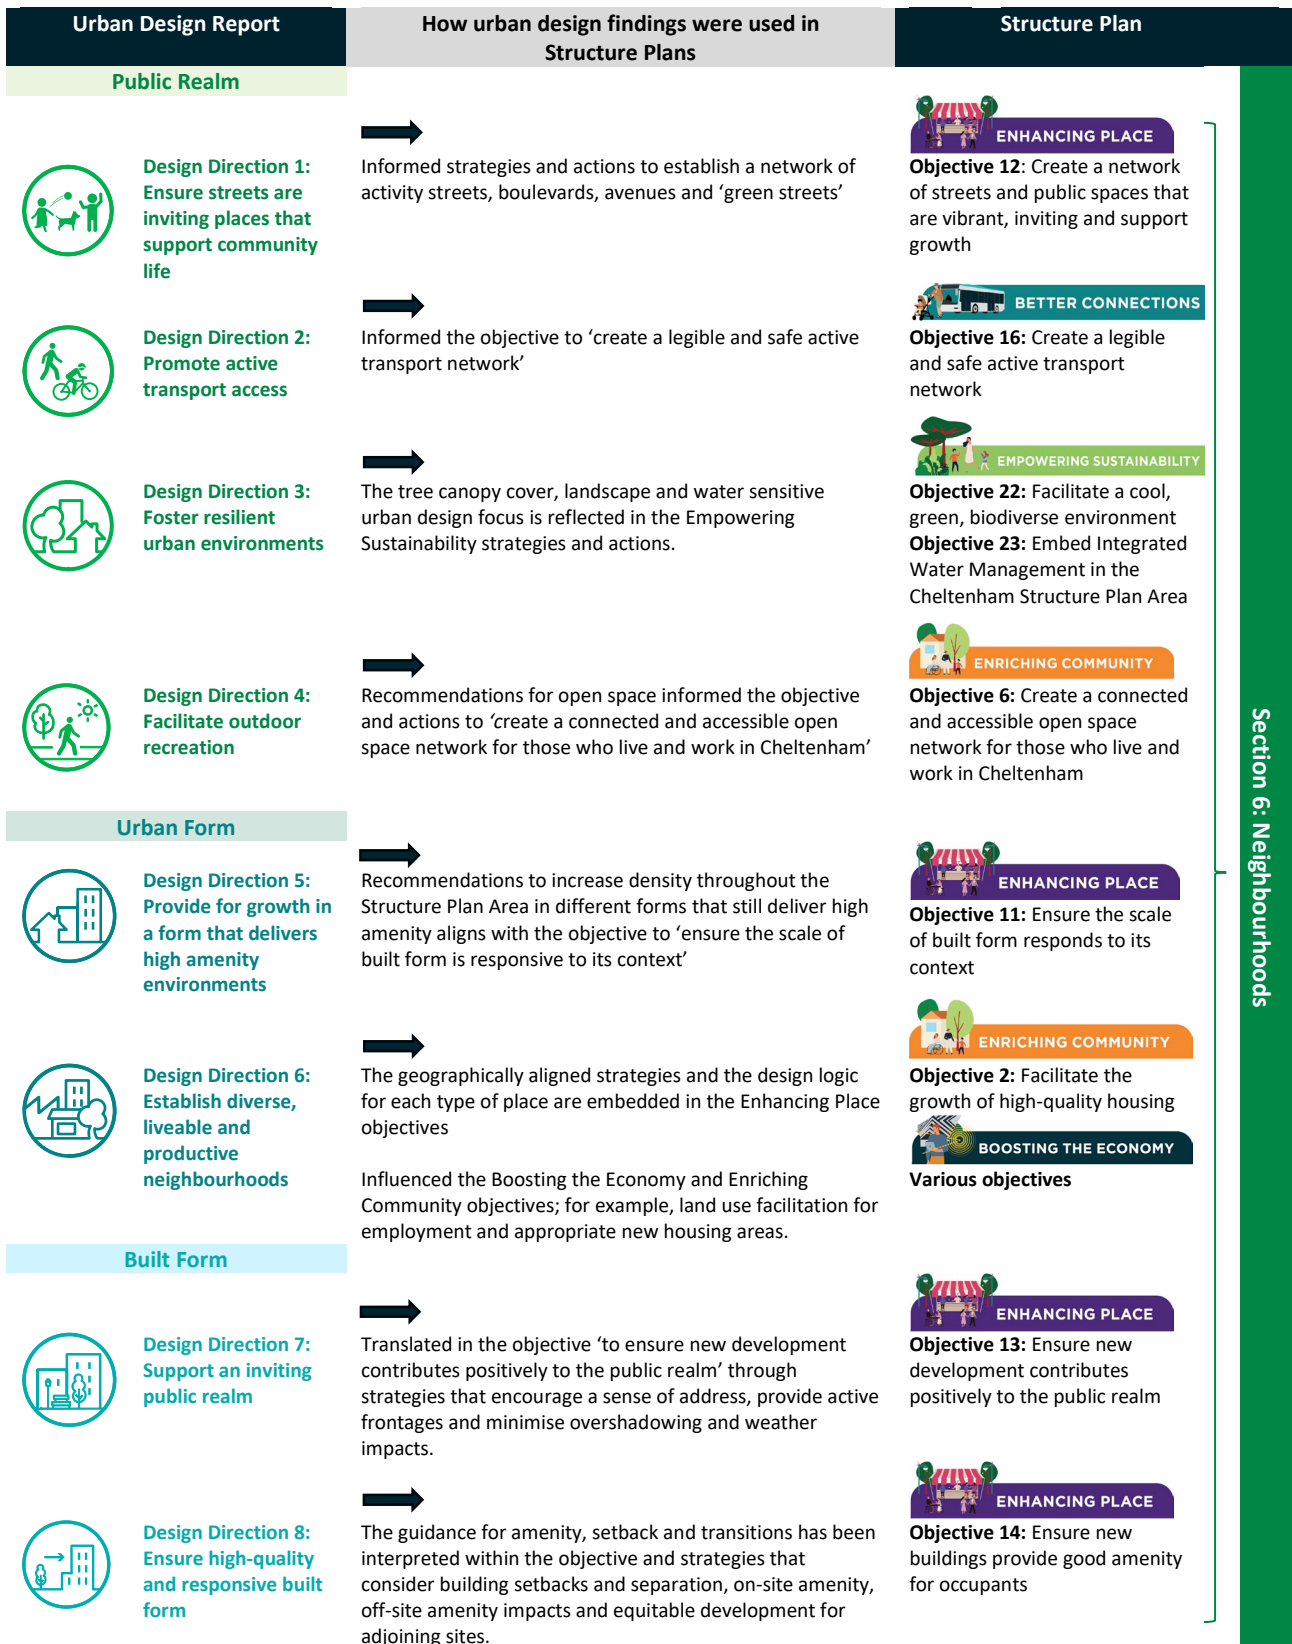 Urban Design Report
How urban design findings were used in
Structure Plans
Structure Plan
Public Realm
Design Direction 1:
Ensure streets are
inviting places that
support community
life
Informed strategies and actions to establish a network of
activity streets, boulevards, avenues and ‘green streets’
ENHANCING PLACE
Objective 12: Create a network
of streets and public spaces that
are vibrant, inviting and support
growth
Design Direction 2:
Promote active
transport access
Informed the objective to ‘create a legible and safe active
transport network’
BETTER CONNECTIONS
Objective 16: Create a legible
and safe active transport
network
Design Direction 3:
Foster resilient
urban environments
The tree canopy cover, landscape and water sensitive
urban design focus is reflected in the Empowering
Sustainability strategies and actions.
EMPOWERING SUSTAINABILITY
Objective 22: Facilitate a cool,
green, biodiverse environment
Objective 23: Embed Integrated
Water Management in the
Cheltenham Structure Plan Area
Design Direction 4:
Facilitate outdoor
recreation
Recommendations for open space informed the objective
and actions to ‘create a connected and accessible open
space network for those who live and work in Cheltenham’
ENRICHING COMMUNITY
Objective 6: Create a connected
and accessible open space
network for those who live and
work in Cheltenham
Urban Form
Design Direction 5:
Provide for growth in
a form that delivers
high amenity
environments
Recommendations to increase density throughout the
Structure Plan Area in different forms that still deliver high
amenity aligns with the objective to ‘ensure the scale of
built form is responsive to its context’
ENHANCING PLACE
Objective 11: Ensure the scale
of built form responds to its
context
Design Direction 6:
Establish diverse,
liveable and
productive
neighbourhoods
The geographically aligned strategies and the design logic
for each type of place are embedded in the Enhancing Place
objectives
Influenced the Boosting the Economy and Enriching
Community objectives; for example, land use facilitation for
employment and appropriate new housing areas.
ENRICHING COMMUNITY
Objective 2: Facilitate the
growth of high-quality housing
BOOSTING THE ECONOMY
Various objectives
Built Form
Design Direction 7:
Support an inviting
public realm
Translated in the objective ‘to ensure new development
contributes positively to the public realm’ through
strategies that encourage a sense of address, provide active
frontages and minimise overshadowing and weather
impacts.
ENHANCING PLACE
Objective 13: Ensure new
development contributes
positively to the public realm
Design Direction 8:
Ensure high-quality
and responsive built
form
The guidance for amenity, setback and transitions has been
interpreted within the objective and strategies that
consider building setbacks and separation, on-site amenity,
off-site amenity impacts and equitable development for
adjoining sites.
ENHANCING PLACE
Objective 14: Ensure new
buildings provide good amenity
for occupants
Section 6: Neighbourhoods